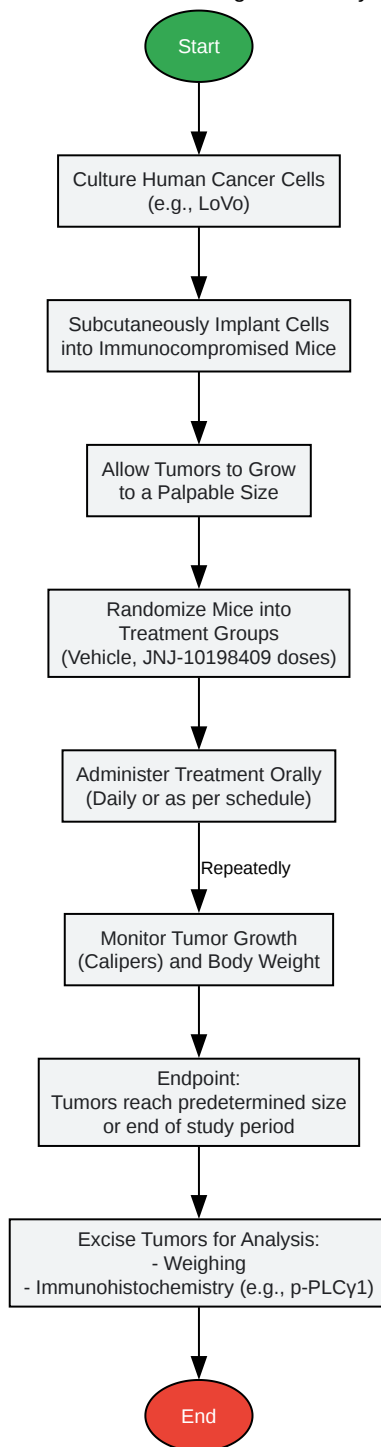 Start
Culture Human Cancer Cells
(e.g., LoVo)
Subcutaneously Implant Cells
into Immunocompromised Mice
Allow Tumors to Grow
to a Palpable Size
Randomize Mice into
Treatment Groups
(Vehicle, JNJ-10198409 doses)
Administer Treatment Orally
(Daily or as per schedule)
Repeatedly
Monitor Tumor Growth
(Calipers) and Body Weight
Endpoint:
Tumors reach predetermined size
or end of study period
Excise Tumors for Analysis:
- Weighing
- Immunohistochemistry (e.g., p-PLCγ1)
End